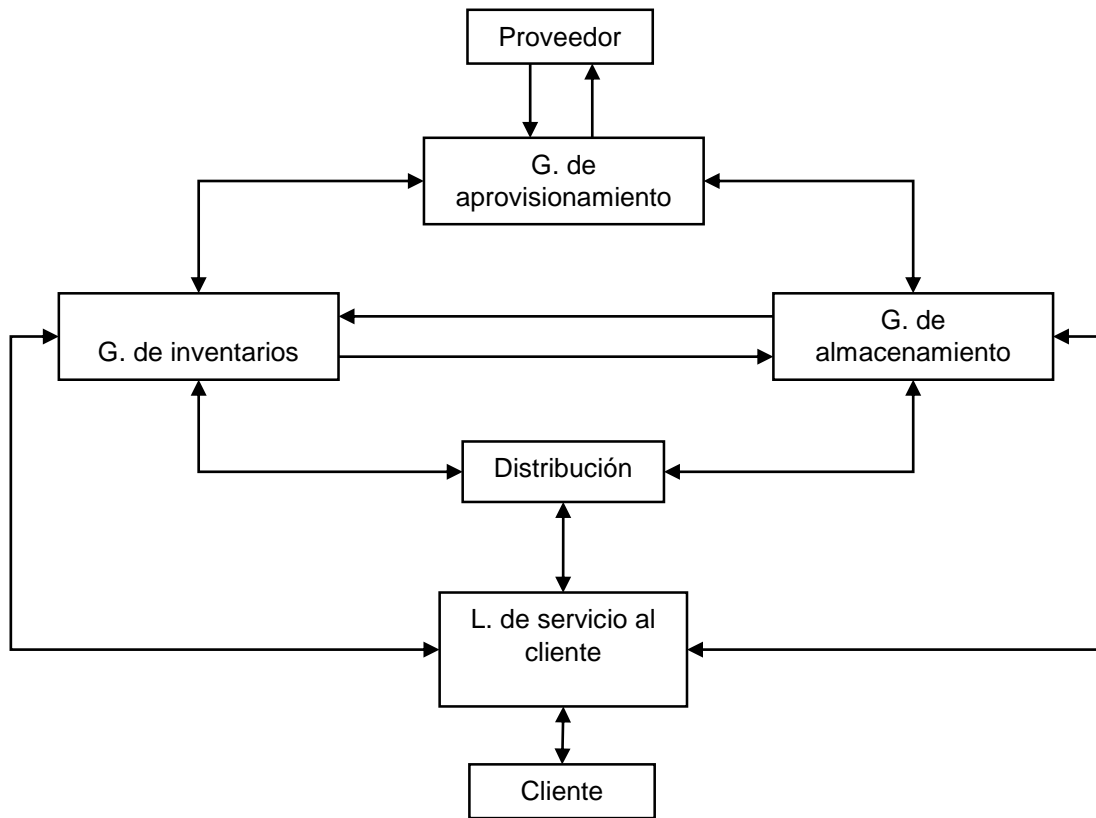 Proveedor
G. de
aprovisionamiento
G. de inventarios
G. de
almacenamiento
Distribución
L. de servicio al
cliente
Cliente